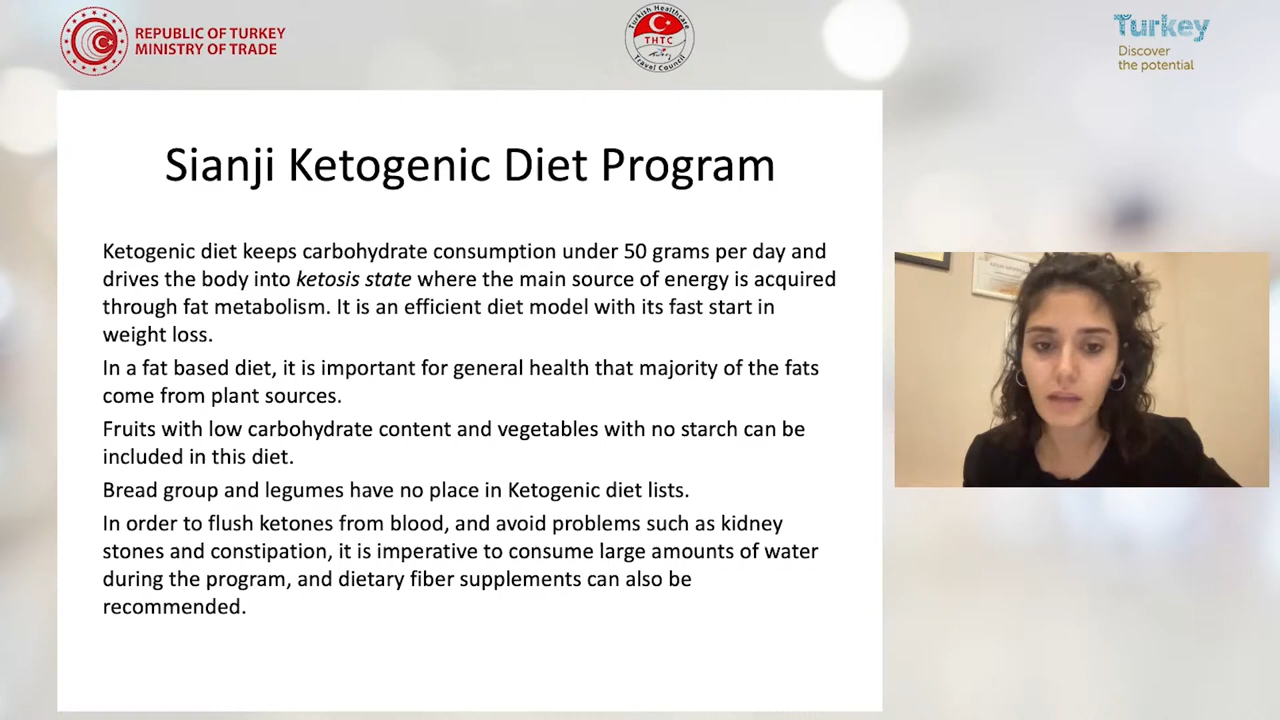 REPUBLIC OF TURKEY
MINISTRY OF TRADE
Turkish Healthcare
THTC
Travel Council
Turkey
Discover
the potential
Sianji Ketogenic Diet Program
Ketogenic diet keeps carbohydrate consumption under 50 grams per day and
drives the body into ketosis state where the main source of energy is acquired
through fat metabolism. It is an efficient diet model with its fast start in
weight loss.
In a fat based diet, it is important for general health that majority of the fats
come from plant sources.
Fruits with low carbohydrate content and vegetables with no starch can be
included in this diet.
Bread group and legumes have no place in Ketogenic diet lists.
In order to flush ketones from blood, and avoid problems such as kidney
stones and constipation, it is imperative to consume large amounts of water
during the program, and dietary fiber supplements can also be
recommended.